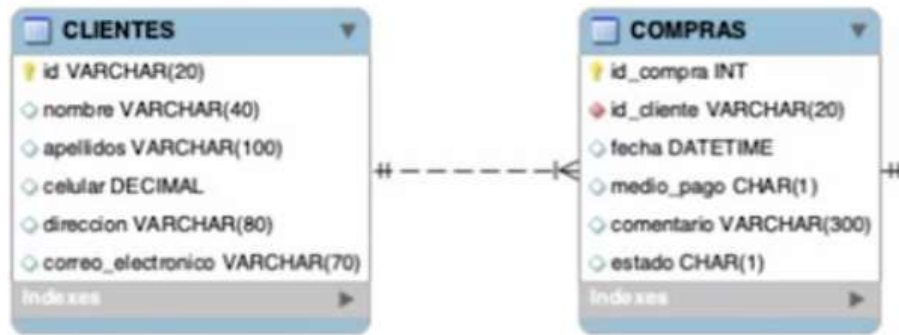 CLIENTES
id VARCHAR(20)
nombre VARCHAR(40)
apellidos VARCHAR(100)
celular DECIMAL
direccion VARCHAR(80)
correo_electronico VARCHAR(70)
Indexes
COMPRAS
id_compra INT
id_cliente VARCHAR(20)
fecha DATETIME
medio_pago CHAR(1)
comentario VARCHAR(300)
estado CHAR(1)
Indexes